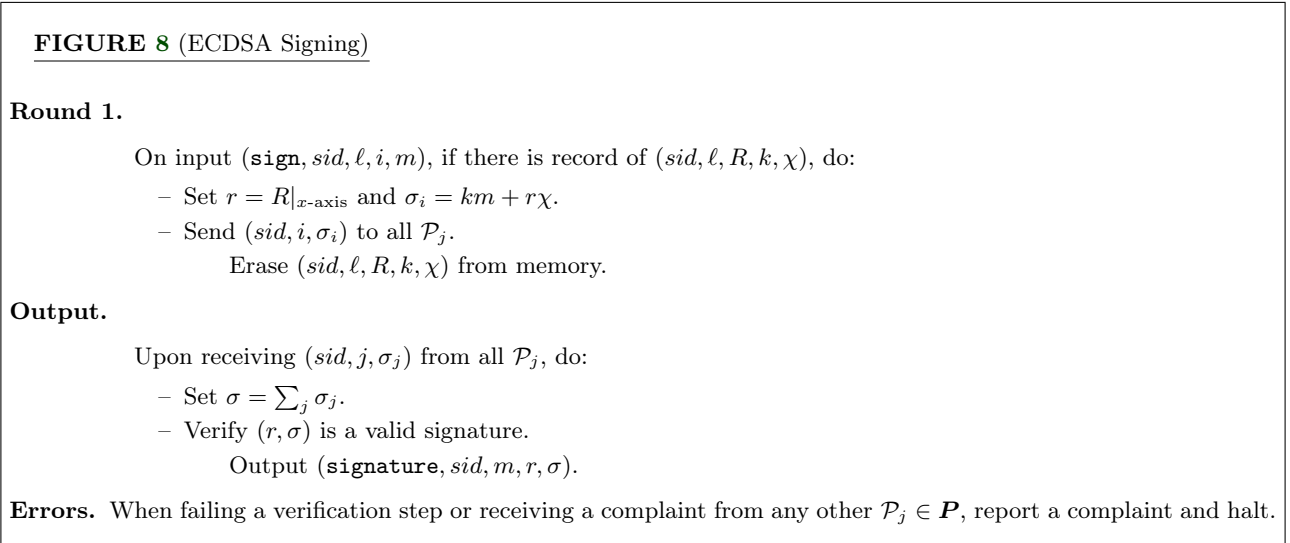 FIGURE 8 (ECDSA Signing)
Round 1.
On input (sign, sid, ℓ, i, m), if there is record of (sid, ℓ, R, k, χ), do:
– Set r = R|x-axis and σi = km + rχ.
– Send (sid, i, σi) to all 𝒫j.
Erase (sid, ℓ, R, k, χ) from memory.
Output.
Upon receiving (sid, j, σj) from all 𝒫j, do:
– Set σ = ∑j σj.
– Verify (r, σ) is a valid signature.
Output (signature, sid, m, r, σ).
Errors. When failing a verification step or receiving a complaint from any other 𝒫j ∈ P, report a complaint and halt.